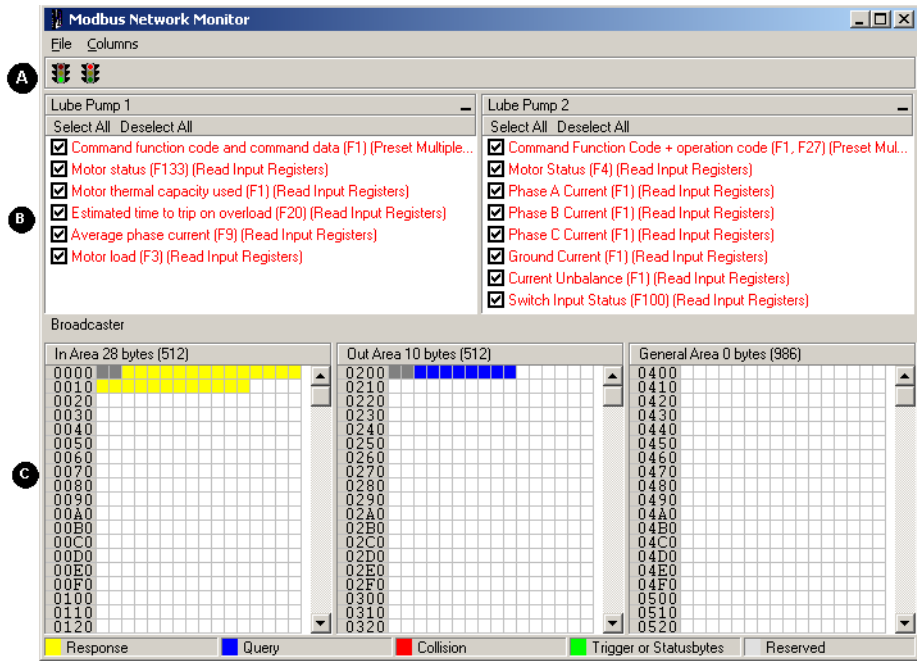 Modbus Network Monitor
File Columns
A
Lube Pump 1
Select All Deselect All
Command function code and command data (F1) (Preset Multiple...
Motor status (F133) (Read Input Registers)
Motor thermal capacity used (F1) (Read Input Registers)
Estimated time to trip on overload (F20) (Read Input Registers)
Average phase current (F9) (Read Input Registers)
Motor load (F3) (Read Input Registers)
Lube Pump 2
Select All Deselect All
Command Function Code + operation code (F1, F27) (Preset Mul...
Motor Status (F4) (Read Input Registers)
Phase A Current (F1) (Read Input Registers)
Phase B Current (F1) (Read Input Registers)
Phase C Current (F1) (Read Input Registers)
Ground Current (F1) (Read Input Registers)
Current Unbalance (F1) (Read Input Registers)
Switch Input Status (F100) (Read Input Registers)
B
Broadcaster
In Area 28 bytes (512)
0000
0010
0020
0030
0040
0050
0060
0070
0080
0090
00A0
00B0
00C0
00D0
00E0
00F0
0100
0110
0120
Out Area 10 bytes (512)
0200
0210
0220
0230
0240
0250
0260
0270
0280
0290
02A0
02B0
02C0
02D0
02E0
02F0
0300
0310
0320
General Area 0 bytes (986)
0400
0410
0420
0430
0440
0450
0460
0470
0480
0490
04A0
04B0
04C0
04D0
04E0
04F0
0500
0510
0520
C
Response
Query
Collision
Trigger or Statusbytes
Reserved